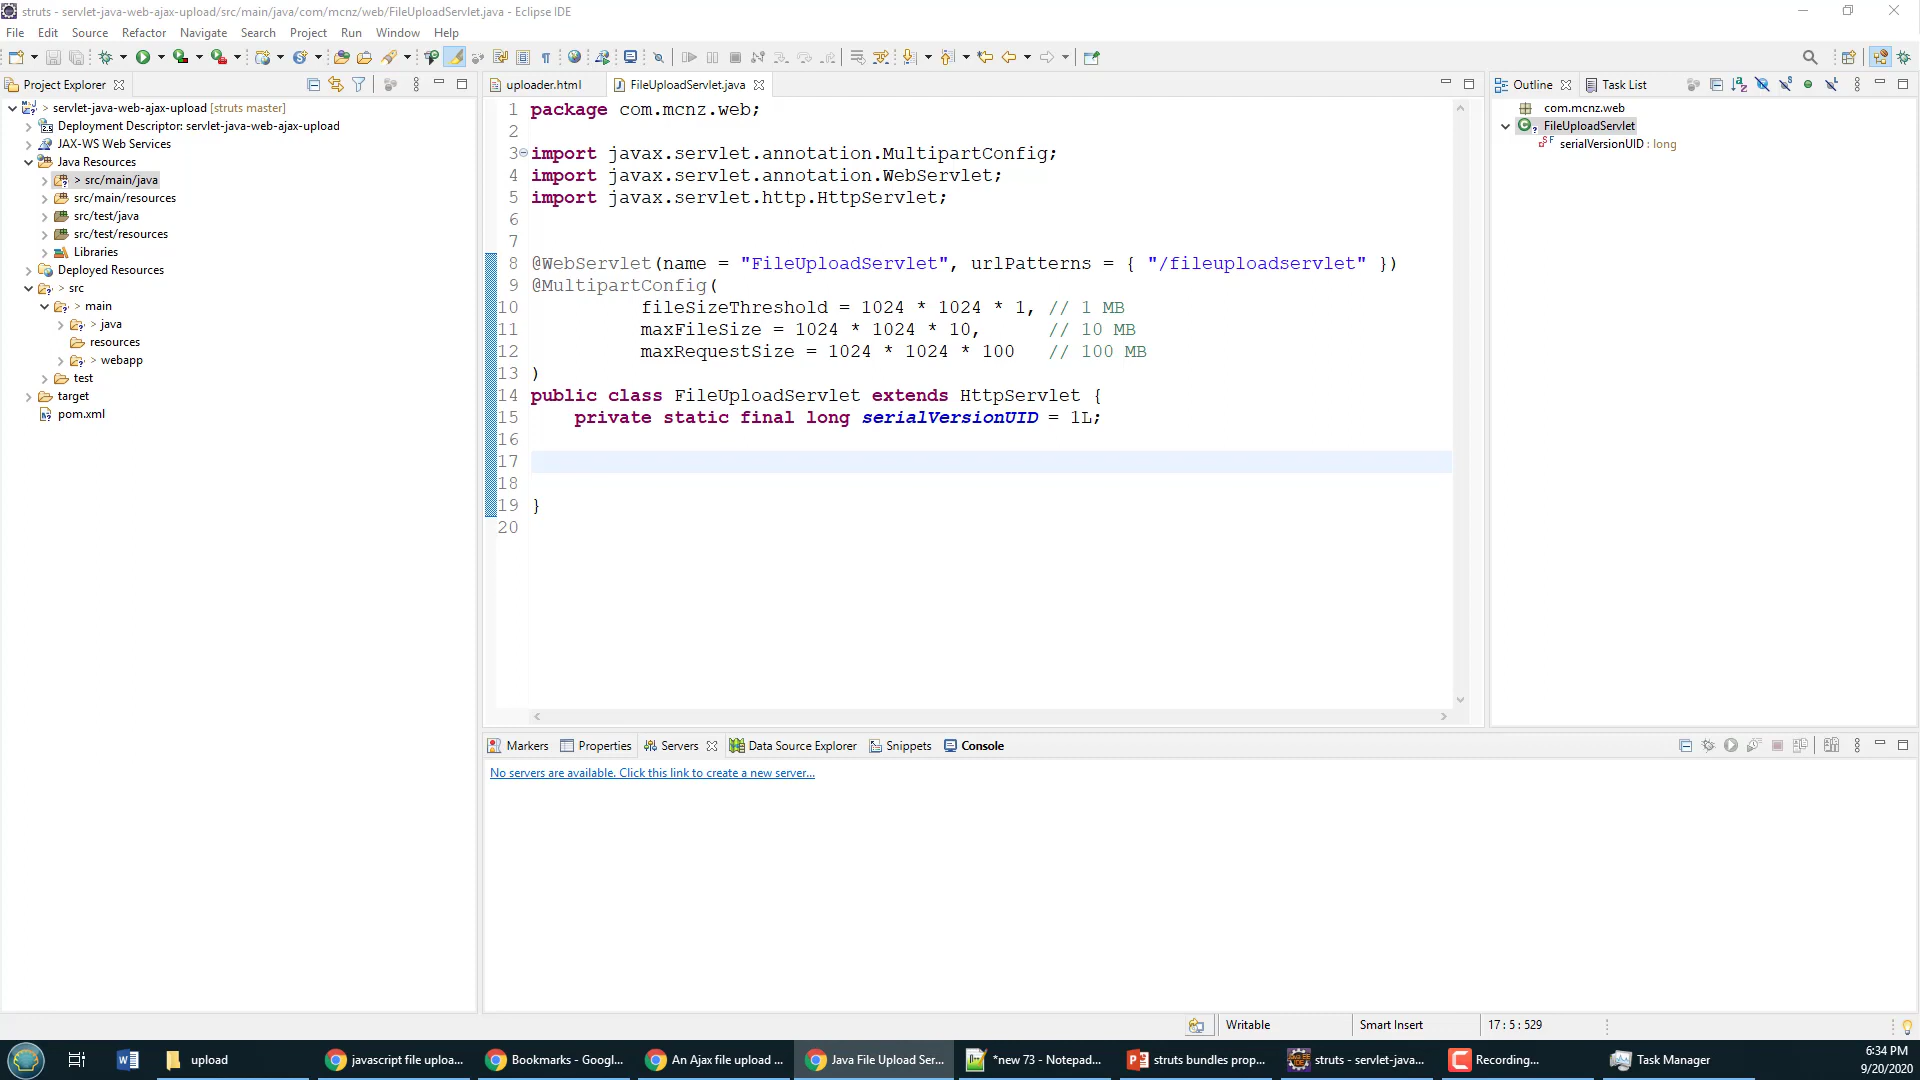 struts - servlet-java-web-ajax-upload/src/main/java/com/mcnz/web/FileUploadServlet.java - Eclipse IDE
File Edit Source Refactor Navigate Search Project Run Window Help
Project Explorer
servlet-java-web-ajax-upload [struts master]
Deployment Descriptor: servlet-java-web-ajax-upload
JAX-WS Web Services
Java Resources
> src/main/java
src/main/resources
src/test/java
src/test/resources
Libraries
Deployed Resources
> src
> main
> java
resources
> webapp
test
target
pom.xml
uploader.html FileUploadServlet.java
1 package com.mcnz.web;
2
3 import javax.servlet.annotation.MultipartConfig;
4 import javax.servlet.annotation.WebServlet;
5 import javax.servlet.http.HttpServlet;
6
7
8 @WebServlet(name = "FileUploadServlet", urlPatterns = { "/fileuploadservlet" })
9 @MultipartConfig(
10 fileSizeThreshold = 1024 * 1024 * 1, // 1 MB
11 maxFileSize = 1024 * 1024 * 10, // 10 MB
12 maxRequestSize = 1024 * 1024 * 100 // 100 MB
13 )
14 public class FileUploadServlet extends HttpServlet {
15 private static final long serialVersionUID = 1L;
16
17
18
19 }
20
Outline Task List
com.mcnz.web
FileUploadServlet
serialVersionUID : long
Markers Properties Servers Data Source Explorer Snippets Console
No servers are available. Click this link to create a new server...
Writable Smart Insert 17 : 5 : 529
upload javascript file uploa... Bookmarks - Googl... An Ajax file upload ... Java File Upload Ser... *new 73 - Notepad... struts bundles prop... struts - servlet-java... Recording... Task Manager
6:34 PM
9/20/2020